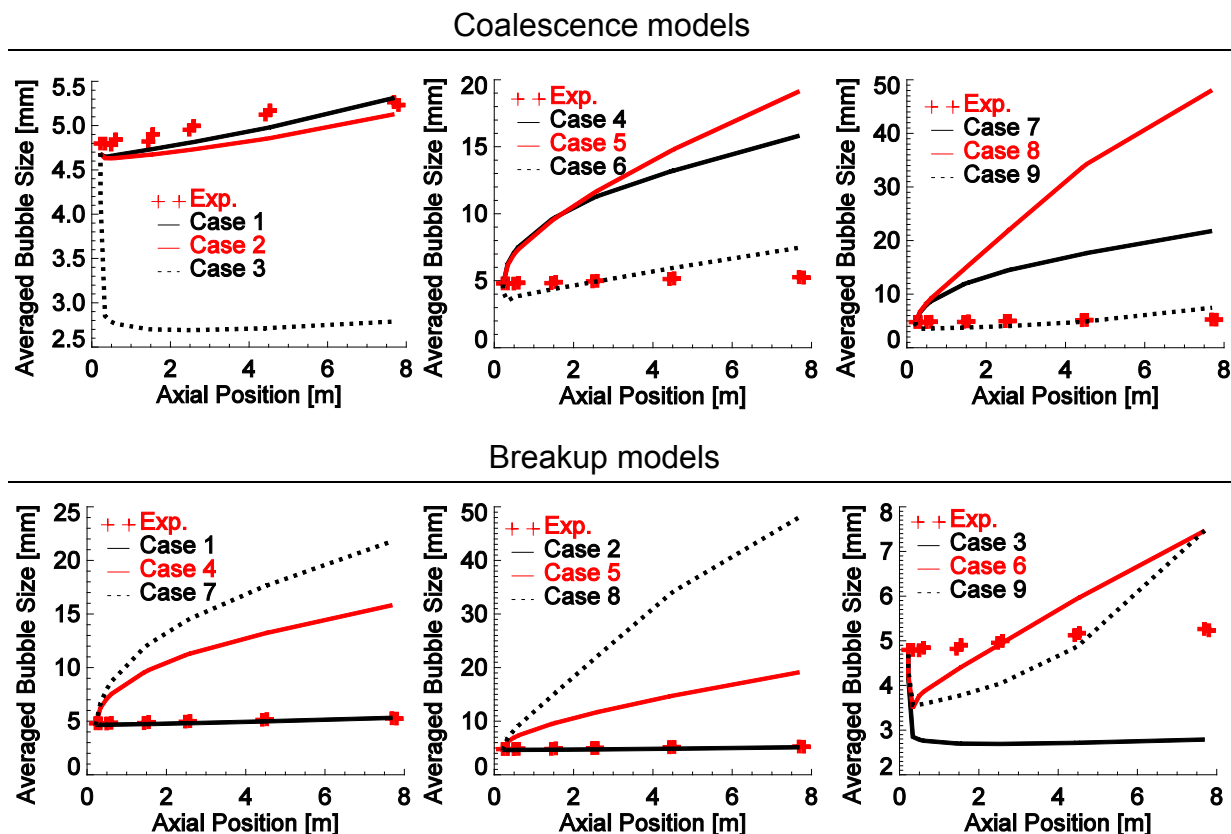 Coalescence models
Averaged Bubble Size [mm]
5.5
5.0
4.5
4.0
3.5
3.0
2.5
Exp.
Case 1
Case 2
Case 3
0 2 4 6 8
Axial Position [m]
Averaged Bubble Size [mm]
20
15
10
5
0
Exp.
Case 4
Case 5
Case 6
0 2 4 6 8
Axial Position [m]
Averaged Bubble Size [mm]
50
40
30
20
10
0
Exp.
Case 7
Case 8
Case 9
0 2 4 6 8
Axial Position [m]
Breakup models
Averaged Bubble Size [mm]
25
20
15
10
5
0
Exp.
Case 1
Case 4
Case 7
0 2 4 6 8
Axial Position [m]
Averaged Bubble Size [mm]
50
40
30
20
10
0
Exp.
Case 2
Case 5
Case 8
0 2 4 6 8
Axial Position [m]
Averaged Bubble Size [mm]
8
7
6
5
4
3
2
Exp.
Case 3
Case 6
Case 9
0 2 4 6 8
Axial Position [m]